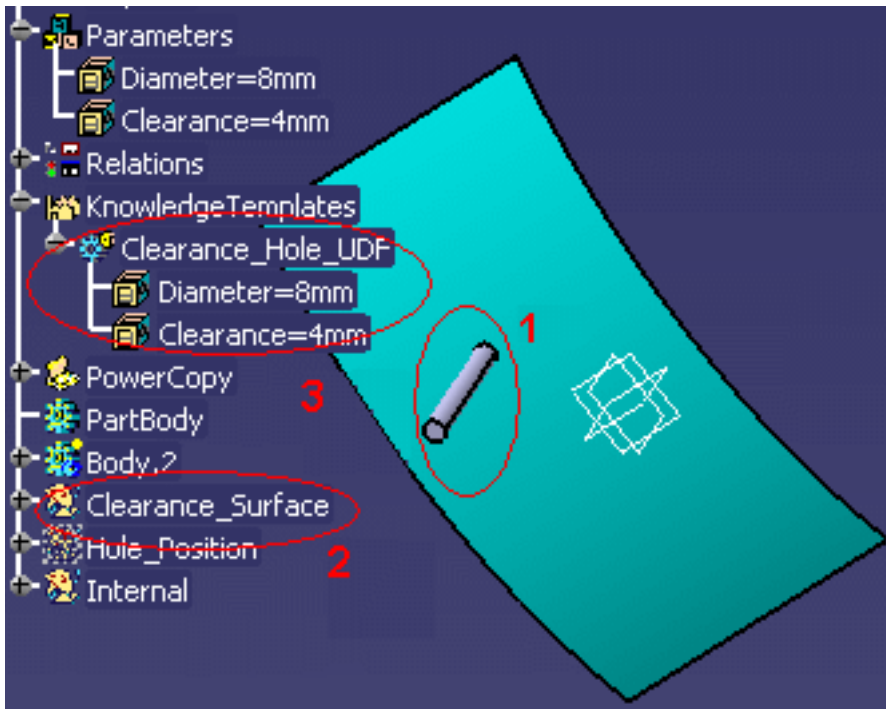 Parameters
Diameter=8mm
Clearance=4mm
Relations
KnowledgeTemplates
Clearance_Hole_UDF
Diameter=8mm
1
Clearance=4mm
PowerCopy
3
PartBody
Body.2
Clearance_Surface
Hole_Position
2
Internal